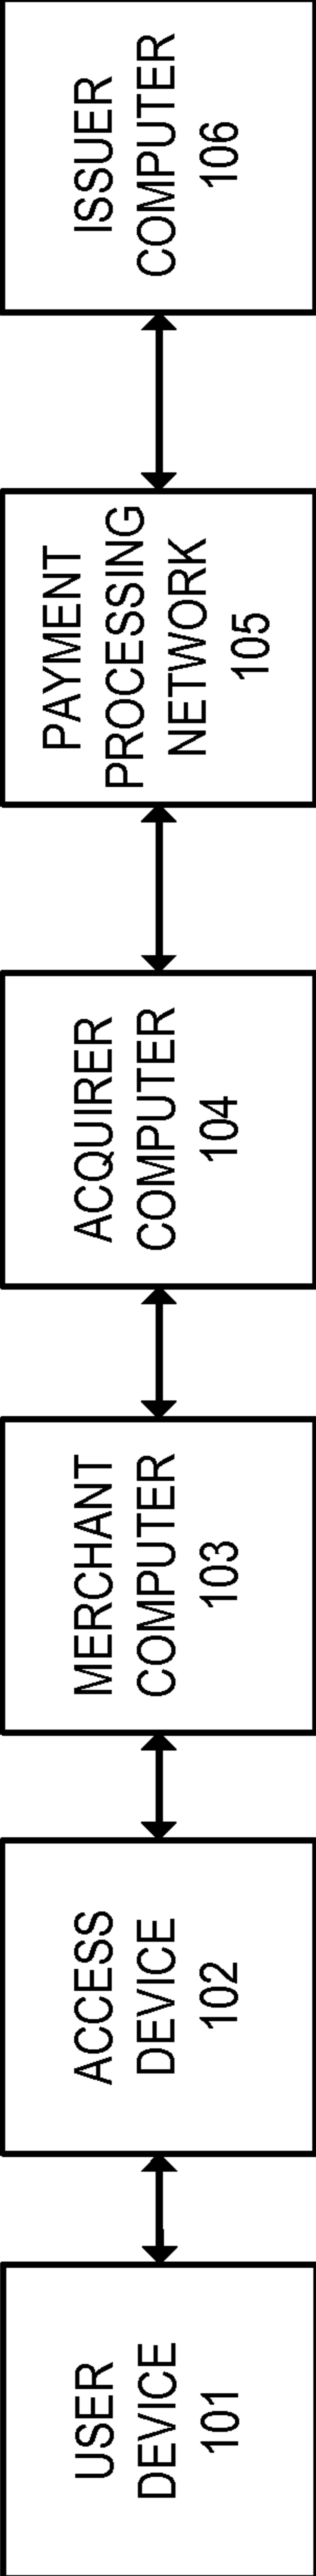 USER
DEVICE
101
ACCESS
DEVICE
102
MERCHANT
COMPUTER
103
ACQUIRER
COMPUTER
104
PAYMENT
PROCESSING
NETWORK
105
ISSUER
COMPUTER
106